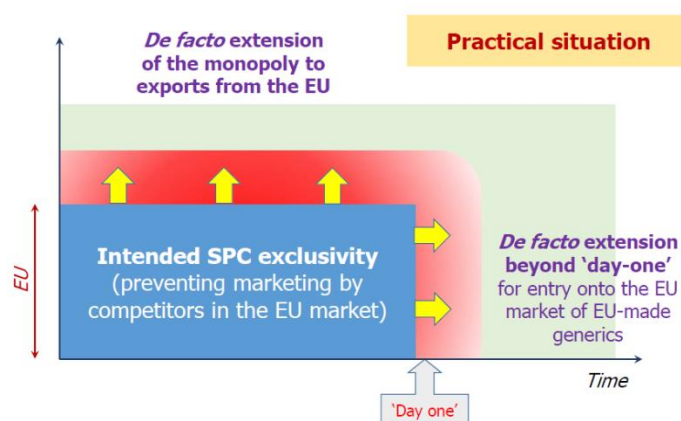 De facto extension
of the monopoly to
exports from the EU
Practical situation
EU
Intended SPC exclusivity
(preventing marketing by
competitors in the EU market)
De facto extension
beyond ‘day-one’
for entry onto the EU
market of EU-made
generics
Time
‘Day one’